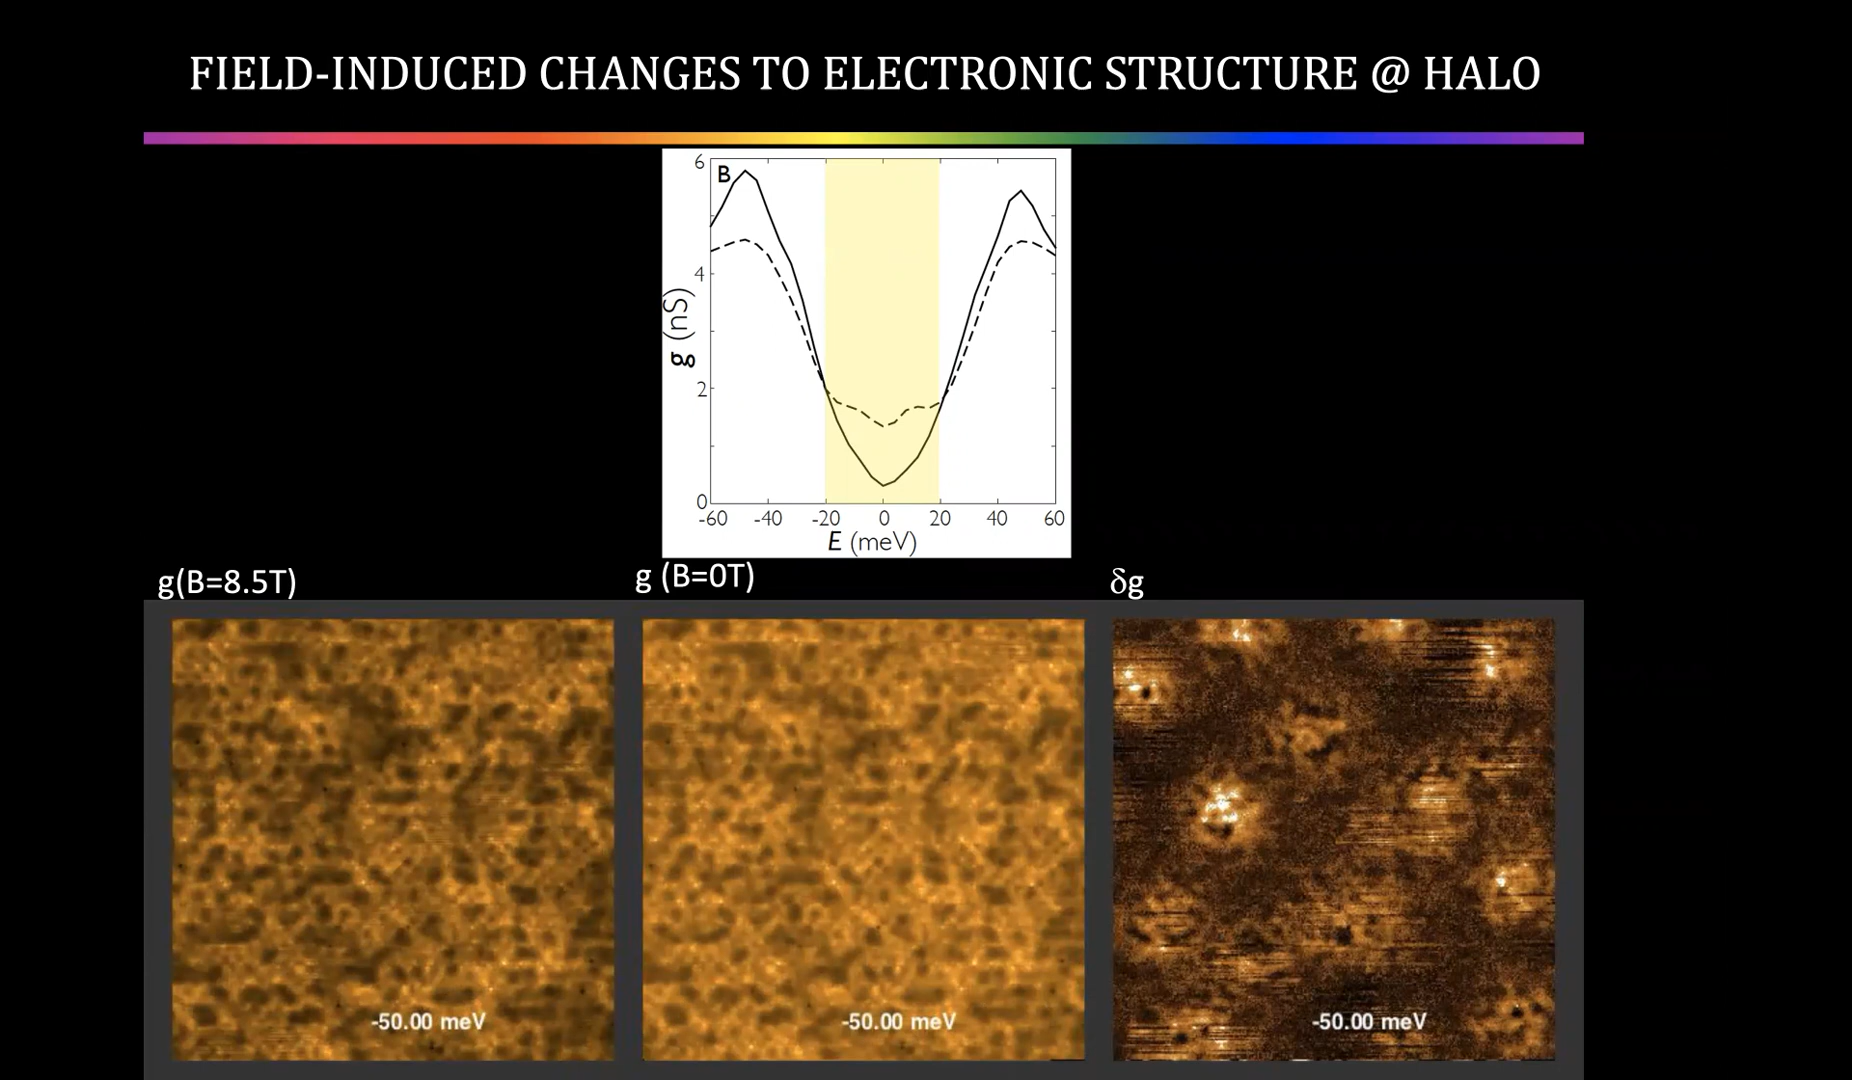 FIELD-INDUCED CHANGES TO ELECTRONIC STRUCTURE @ HALO
B
g (nS)
6
4
2
0
-60 -40 -20 0 20 40 60
E (meV)
g(B=8.5T)
g (B=0T)
δg
-50.00 meV
-50.00 meV
-50.00 meV